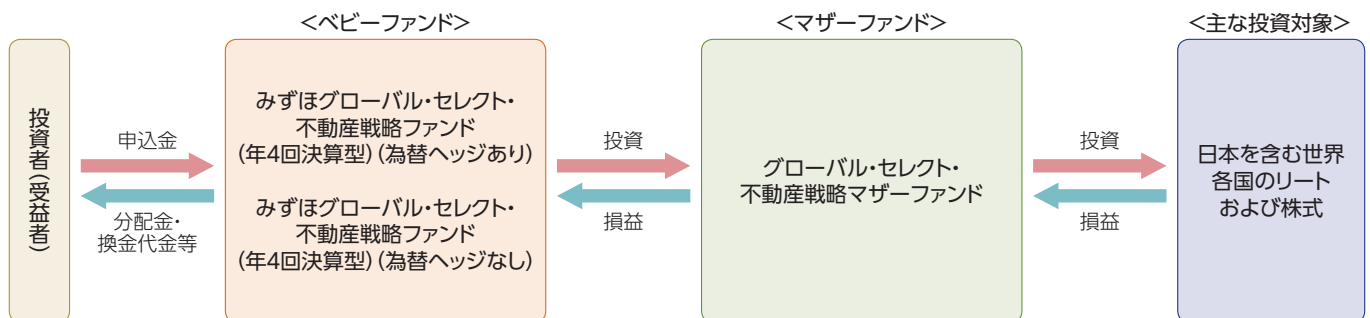 <ベビーファンド>
<マザーファンド>
<主な投資対象>
投資者(受益者)
申込金
分配金・
換金代金等
みずほグローバル・セレクト・
不動産戦略ファンド
(年4回決算型)(為替ヘッジあり)
みずほグローバル・セレクト・
不動産戦略ファンド
(年4回決算型)(為替ヘッジなし)
投資
損益
グローバル・セレクト・
不動産戦略マザーファンド
投資
損益
日本を含む世界
各国のリート
および株式